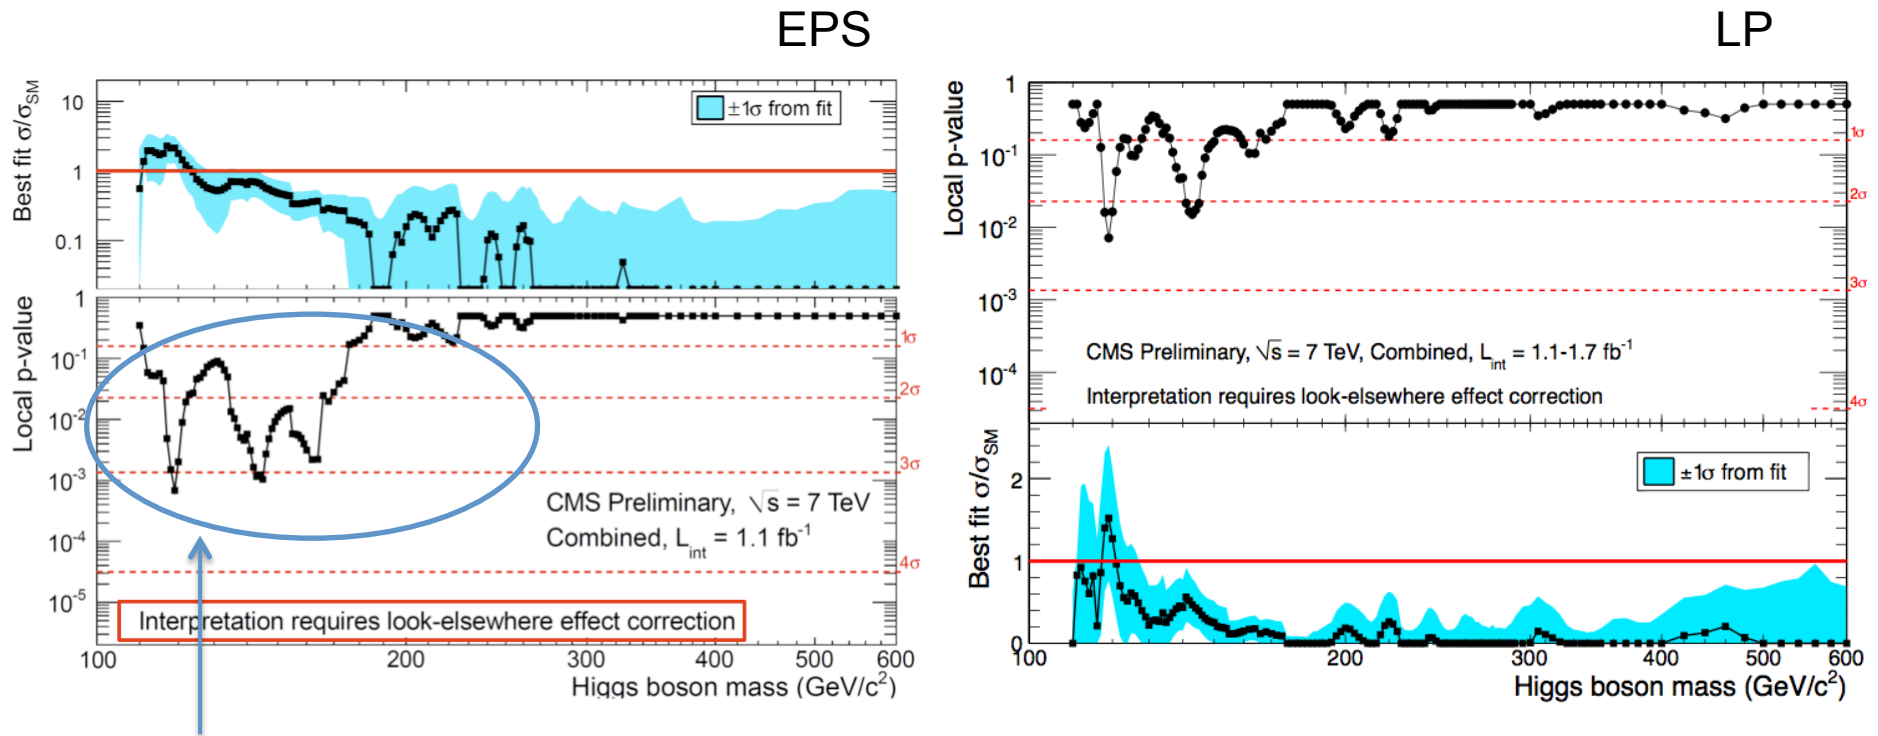 EPS
Best fit σ/σSM
10
1
0.1
±1σ from fit
Local p-value
1
10-1
10-2
10-3
10-4
10-5
1σ
2σ
3σ
4σ
CMS Preliminary, √s = 7 TeV
Combined, Lint = 1.1 fb-1
Interpretation requires look-elsewhere effect correction
100
200
300
400
500
600
Higgs boson mass (GeV/c2)
LP
Local p-value
1
10-1
10-2
10-3
10-4
1σ
2σ
3σ
4σ
CMS Preliminary, √s = 7 TeV, Combined, Lint = 1.1-1.7 fb-1
Interpretation requires look-elsewhere effect correction
Best fit σ/σSM
2
1
0
±1σ from fit
100
200
300
400
500
600
Higgs boson mass (GeV/c2)